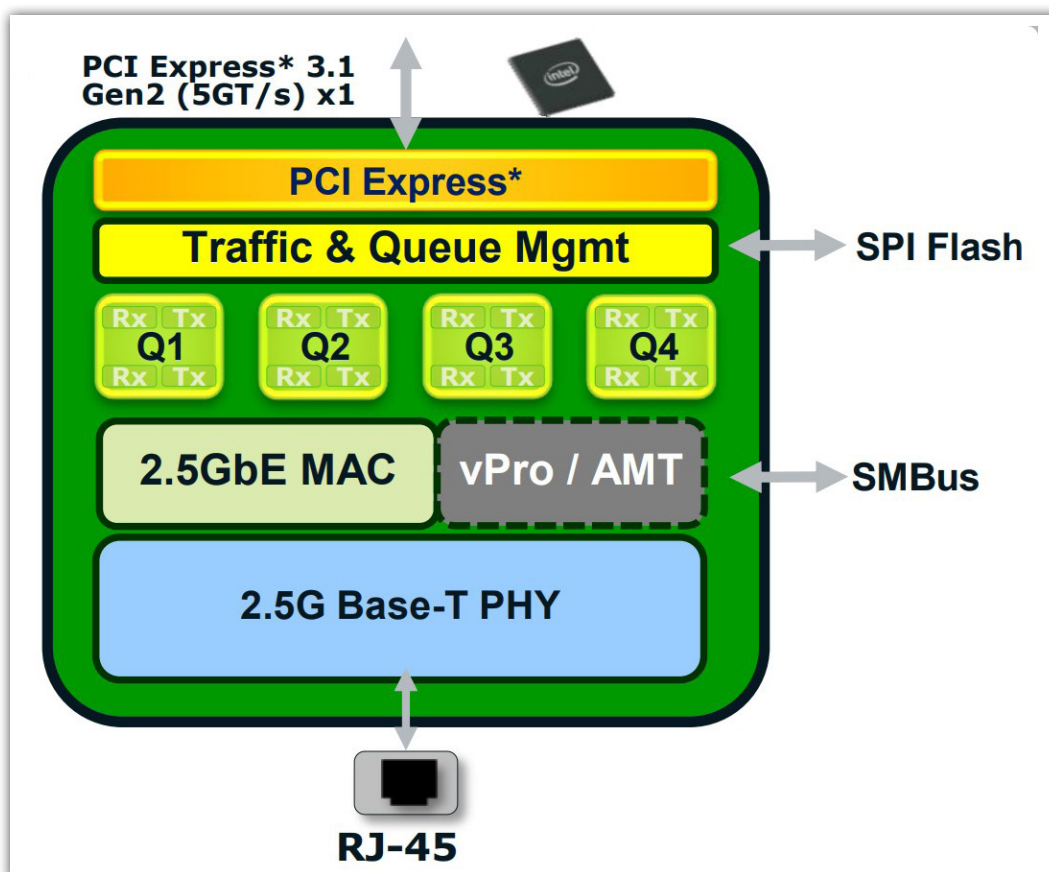 PCI Express* 3.1
Gen2 (5GT/s) x1
intel
PCI Express*
Traffic & Queue Mgmt
SPI Flash
Rx Tx Rx Tx Rx Tx Rx Tx
Q1 Q2 Q3 Q4
Rx Tx Rx Tx Rx Tx Rx Tx
2.5GbE MAC
vPro / AMT
SMBus
2.5G Base-T PHY
RJ-45